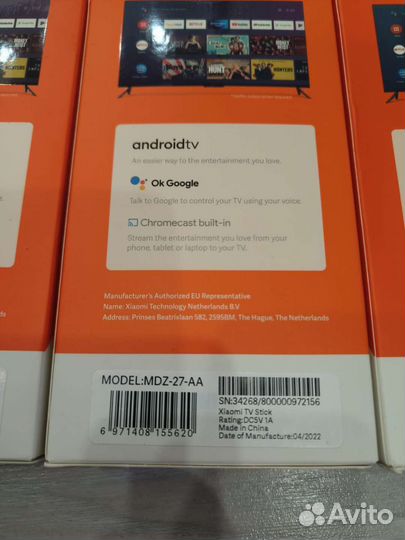 androidtv
An easier way to the entertainment you love.
Ok Google
Talk to Google to control your TV using your voice.
Chromecast built-in
Stream the entertainment you love from your
phone, tablet or laptop to your TV.
Manufacturer's Authorized EU Representative
Name: Xiaomi Technology Netherlands B.V
Address: Prinses Beatrixlaan 582, 2595BM, The Hague, The Netherlands
MODEL:MDZ-27-AA
6 971408 155620
SN:34268/800000972156
Xiaomi TV Stick
Rating:DC5V 1A
Made in China
Date of Manufacture:04/2022
Avito